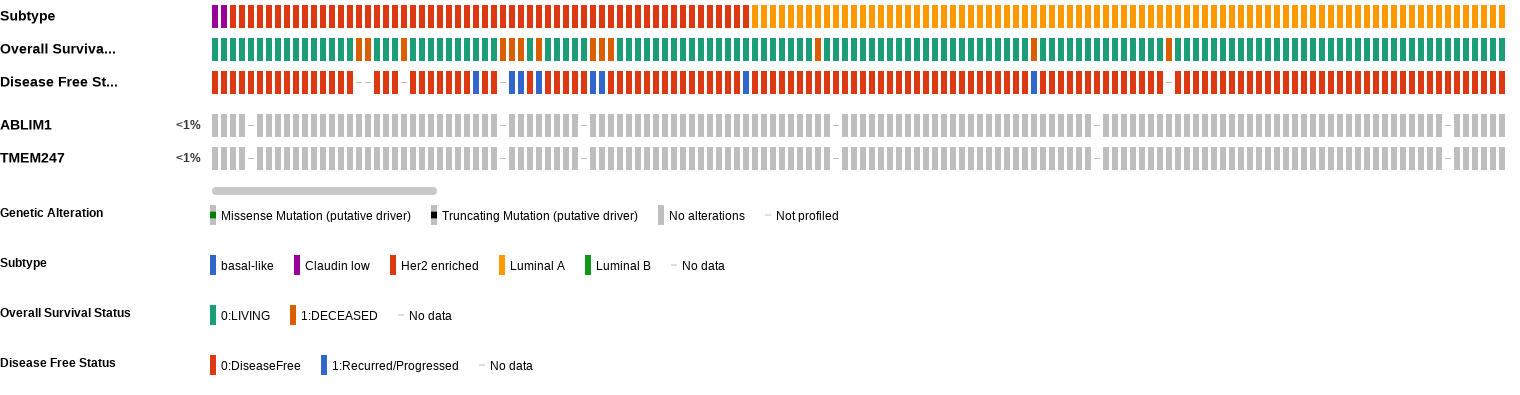 Subtype
Overall Surviva...
Disease Free St...
ABLIM1 <1%
TMEM247 <1%
Genetic Alteration Missense Mutation (putative driver) Truncating Mutation (putative driver) No alterations Not profiled
Subtype basal-like Claudin low Her2 enriched Luminal A Luminal B No data
Overall Survival Status 0:LIVING 1:DECEASED No data
Disease Free Status 0:DiseaseFree 1:Recurred/Progressed No data